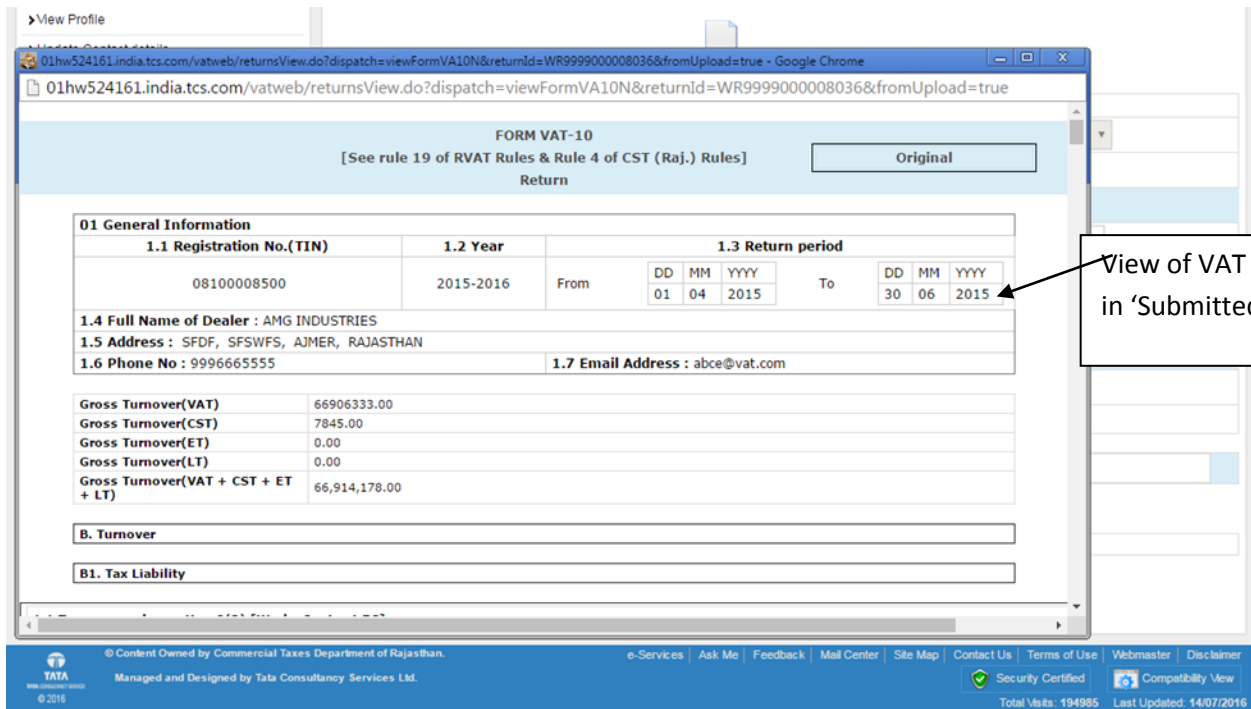 View Profile
Update Contact details
01hw524161.india.tcs.com/vatweb/returnsView.do?dispatch=viewFormVA10N&returnId=WR9999000008036&fromUpload=true - Google Chrome
01hw524161.india.tcs.com/vatweb/returnsView.do?dispatch=viewFormVA10N&returnId=WR9999000008036&fromUpload=true
FORM VAT-10
[See rule 19 of RVAT Rules & Rule 4 of CST (Raj.) Rules]
Original
Return
01 General Information
1.1 Registration No.(TIN) 1.2 Year 1.3 Return period
08100008500 2015-2016 From DD MM YYYY To DD MM YYYY
01 04 2015 30 06 2015
View of VAT
in ‘Submitted
1.4 Full Name of Dealer : AMG INDUSTRIES
1.5 Address : SFDF, SFSWFS, AJMER, RAJASTHAN
1.6 Phone No : 9996665555 1.7 Email Address : abce@vat.com
Gross Turnover(VAT) 66906333.00
Gross Turnover(CST) 7845.00
Gross Turnover(ET) 0.00
Gross Turnover(LT) 0.00
Gross Turnover(VAT + CST + ET
+ LT) 66,914,178.00
B. Turnover
B1. Tax Liability
TATA
© 2016
© Content Owned by Commercial Taxes Department of Rajasthan.
Managed and Designed by Tata Consultancy Services Ltd.
e-Services | Ask Me | Feedback | Mail Center | Site Map | Contact Us | Terms of Use | Webmaster | Disclaimer
Security Certified Compatibility View
Total Visits: 194985 Last Updated: 14/07/2016